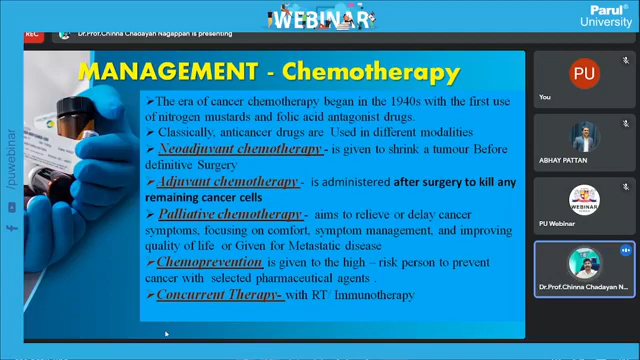 WEBINAR
Parul®
University
REC
Dr.Prof.Chinna Chadayan Nagappan is presenting
MANAGEMENT - Chemotherapy
➤The era of cancer chemotherapy began in the 1940s with the first use
of nitrogen mustards and folic acid antagonist drugs.
➤ Classically, anticancer drugs are Used in different modalities
➤Neoadjuvant chemotherapy - is given to shrink a tumour Before
definitive Surgery
➤Adjuvant chemotherapy - is administered after surgery to kill any
remaining cancer cells
➤Palliative chemotherapy - aims to relieve or delay cancer
symptoms, focusing on comfort, symptom management, and improving
quality of life or Given for Metastatic disease
➤Chemoprevention is given to the high – risk person to prevent
cancer with selected pharmaceutical agents .
➤Concurrent Therapy- with RT/ Immunotherapy
/puwebinar
PU
You
ABHAY PATTAN
WEBINAR
PU Webinar
Dr.Prof.Chinna Chadayan N...